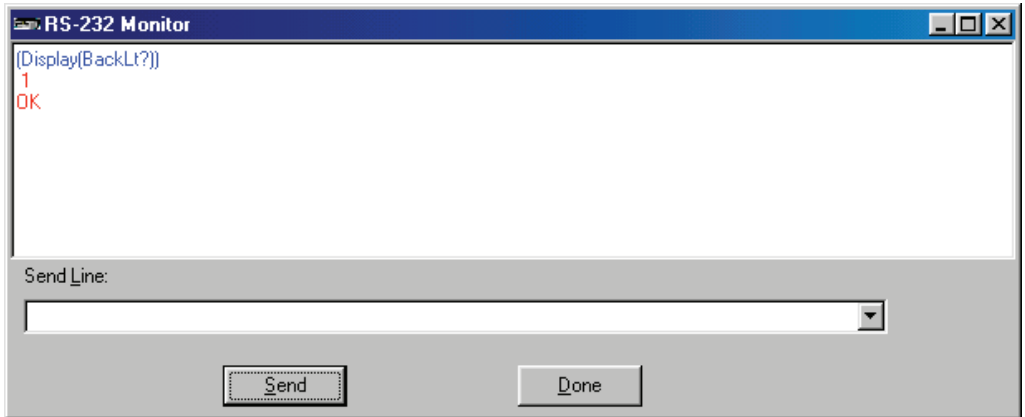 RS-232 Monitor
(Display(BackLt?))
1
OK
Send Line:
Send
Done